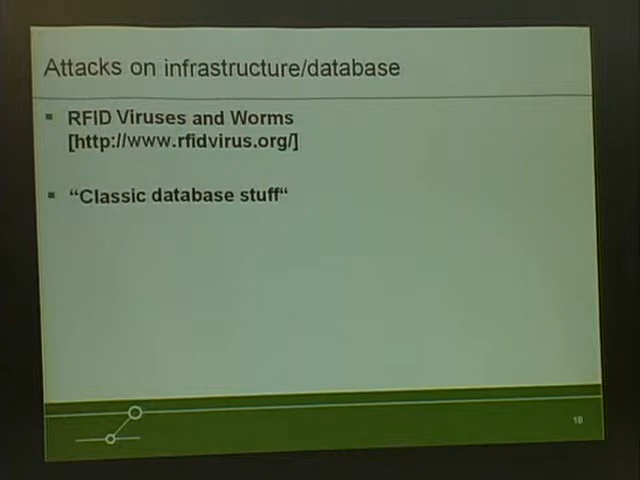 Attacks on infrastructure/database
RFID Viruses and Worms
[http://www.rfidvirus.org/]
“Classic database stuff“
10